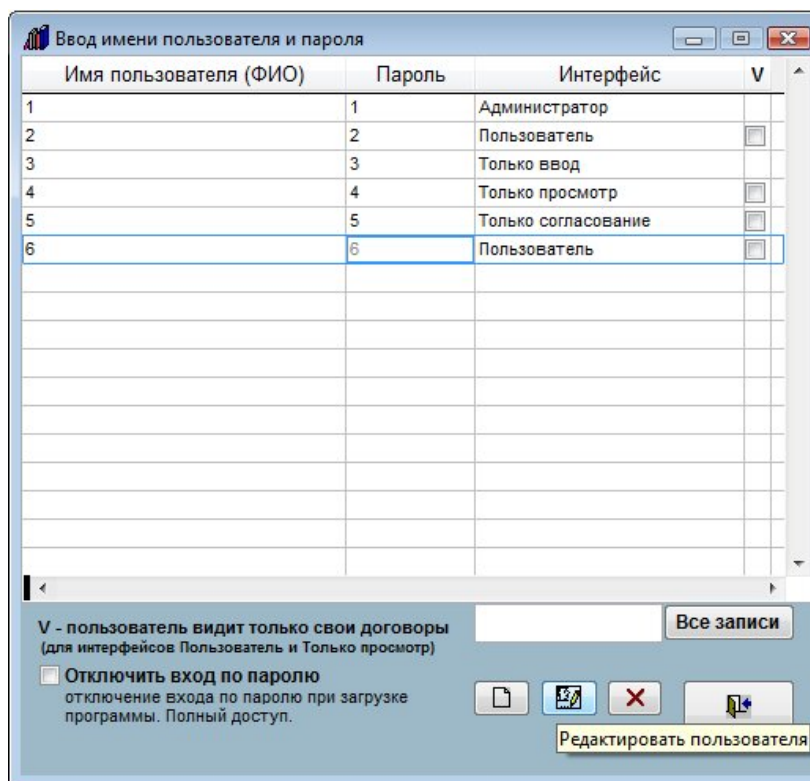 Ввод имени пользователя и пароля
Имя пользователя (ФИО) Пароль Интерфейс V
1 1 Администратор
2 2 Пользователь
3 3 Только ввод
4 4 Только просмотр
5 5 Только согласование
6 6 Пользователь
V - пользователь видит только свои договоры
(для интерфейсов Пользователь и Только просмотр)
Все записи
Отключить вход по паролю
отключение входа по паролю при загрузке
программы. Полный доступ.
Редактировать пользователя